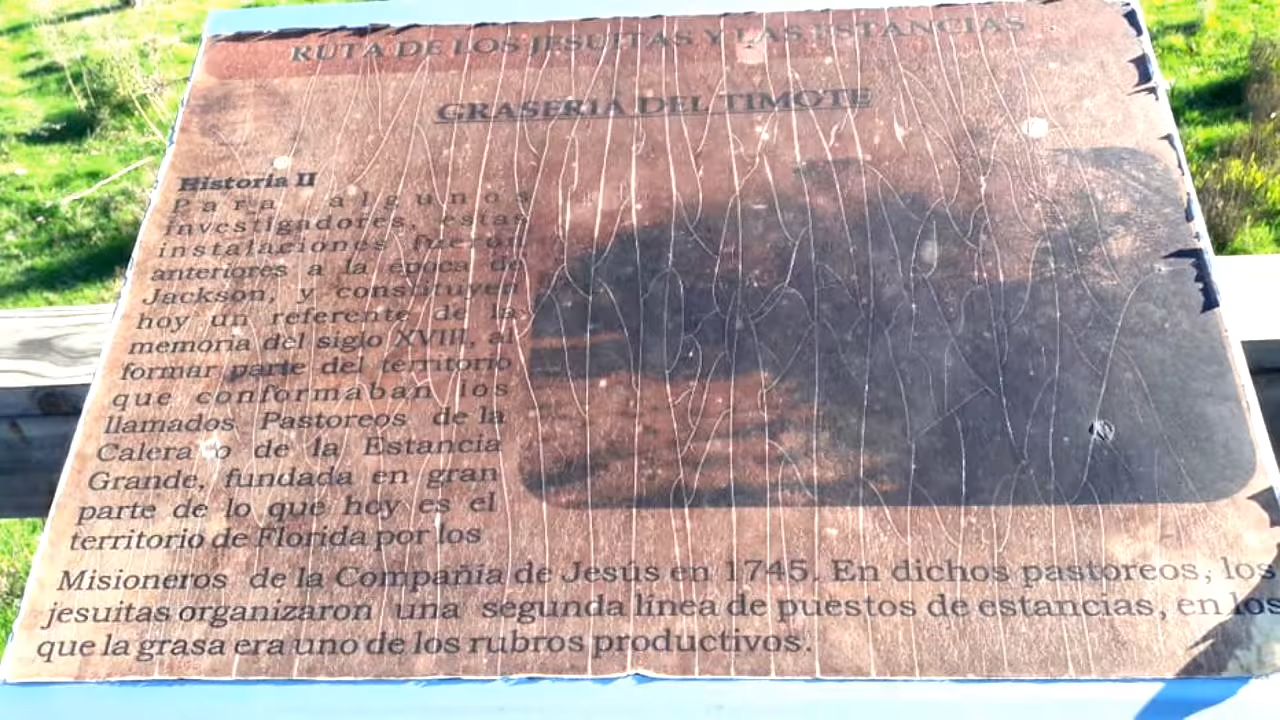 RUTA DE LOS JESUITAS Y LAS ESTANCIAS
GRASERIA DEL TIMOTE
Historia II
Para algunos
investigadores, estas
instalaciones fueron
anteriores a la época de
Jackson, y constituyen
hoy un referente de la
memoria del siglo XVIII, al
formar parte del territorio
que conformaban los
llamados Pastoreos de la
Calera o de la Estancia
Grande, fundada en gran
parte de lo que hoy es el
territorio de Florida por los
Misioneros de la Compañía de Jesús en 1745. En dichos pastoreos, los
jesuitas organizaron una segunda línea de puestos de estancias, en los
que la grasa era uno de los rubros productivos.